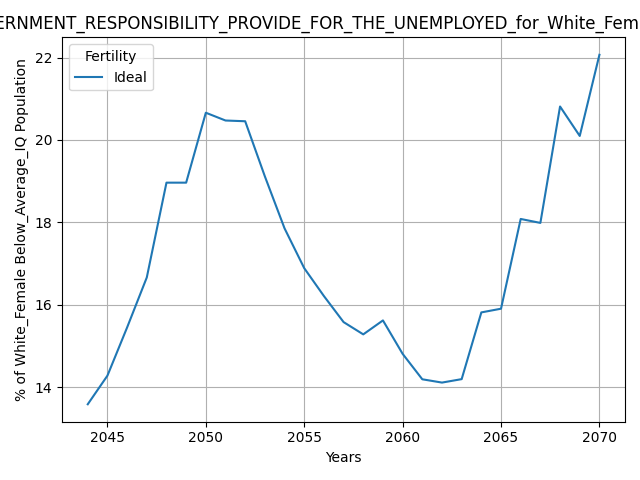 ERNMENT_RESPONSIBILITY_PROVIDE_FOR_THE_UNEMPLOYED_for_White_Fem
Fertility
Ideal
% of White_Female Below_Average_IQ Population
22
20
18
16
14
2045 2050 2055 2060 2065 2070
Years